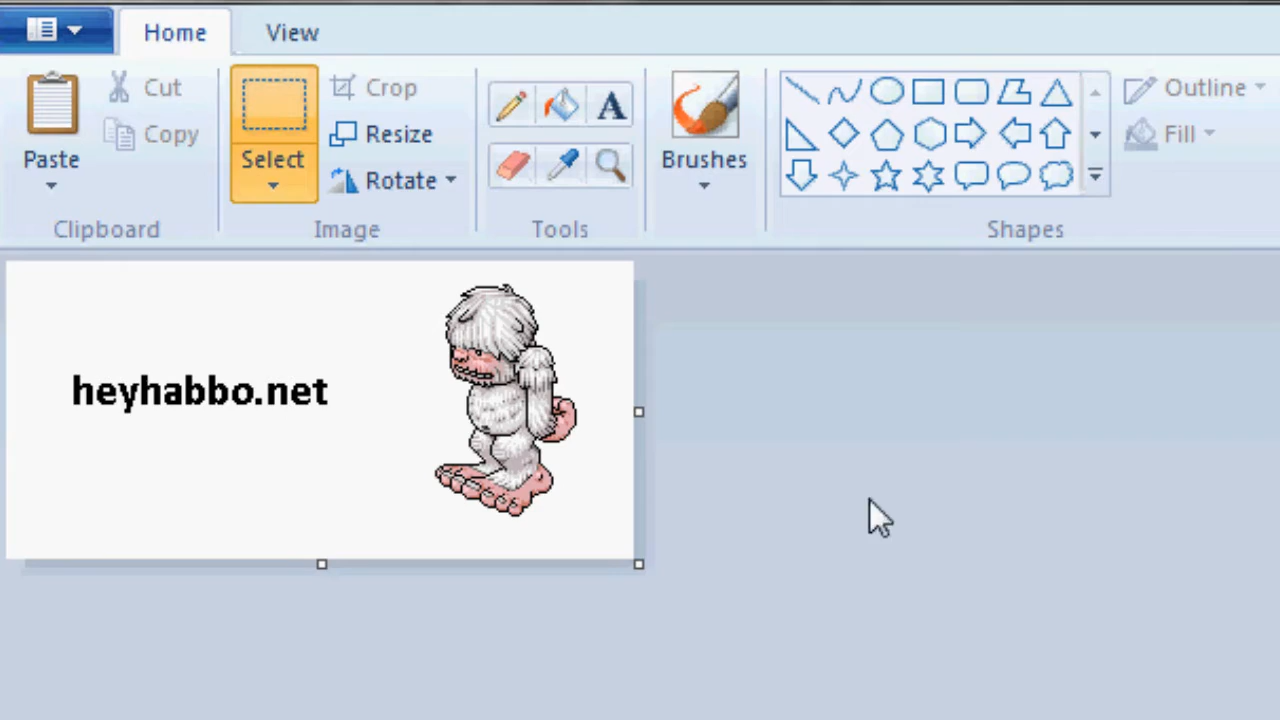 Home
View
Paste
Cut
Copy
Clipboard
Select
Crop
Resize
Rotate
Image
A
Tools
Brushes
Shapes
Outline
Fill
heyhabbo.net